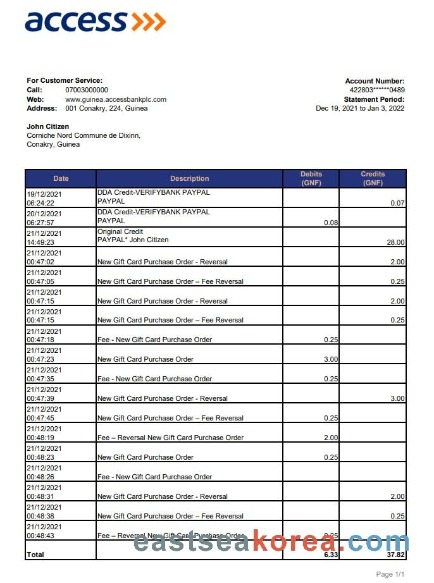 access
For Customer Service:
Call: 07003000000
Web: www.guinea.accessbankplc.com
Address: 001 Conakry, 224, Guinea
Account Number:
422803******0489
Statement Period:
Dec 19, 2021 to Jan 3, 2022
John Citizen
Corniche Nord Commune de Dixinn,
Conakry, Guinea
Date Description Debits (GNF) Credits (GNF)
19/12/2021 DDA Credit-VERIFYBANK PAYPAL
06:24:22 PAYPAL 0.07
20/12/2021 DDA Credit-VERIFYBANK PAYPAL
06:27:57 PAYPAL 0.08
21/12/2021 Original Credit
14:49:23 PAYPAL* John Citizen 28.00
21/12/2021
00:47:02 New Gift Card Purchase Order - Reversal 2.00
21/12/2021
00:47:05 New Gift Card Purchase Order – Fee Reversal 0.25
21/12/2021
00:47:15 New Gift Card Purchase Order - Reversal 2.00
21/12/2021
00:47:15 New Gift Card Purchase Order – Fee Reversal 0.25
21/12/2021
00:47:18 Fee - New Gift Card Purchase Order 0.25
21/12/2021
00:47:23 New Gift Card Purchase Order 3.00
21/12/2021
00:47:35 Fee - New Gift Card Purchase Order 0.25
21/12/2021
00:47:39 New Gift Card Purchase Order - Reversal 3.00
21/12/2021
00:47:45 New Gift Card Purchase Order – Fee Reversal 0.25
21/12/2021
00:48:19 Fee – Reversal New Gift Card Purchase Order 2.00
21/12/2021
00:48:23 New Gift Card Purchase Order 0.25
21/12/2021
00:48:26 Fee - New Gift Card Purchase Order
21/12/2021
00:48:31 New Gift Card Purchase Order - Reversal 2.00
21/12/2021
00:48:38 New Gift Card Purchase Order – Fee Reversal 0.25
21/12/2021
00:48:43 Fee – Reversal New Gift Card Purchase Order 0.25
eastseakorea.com
Total 6.33 37.82
Page 1/1